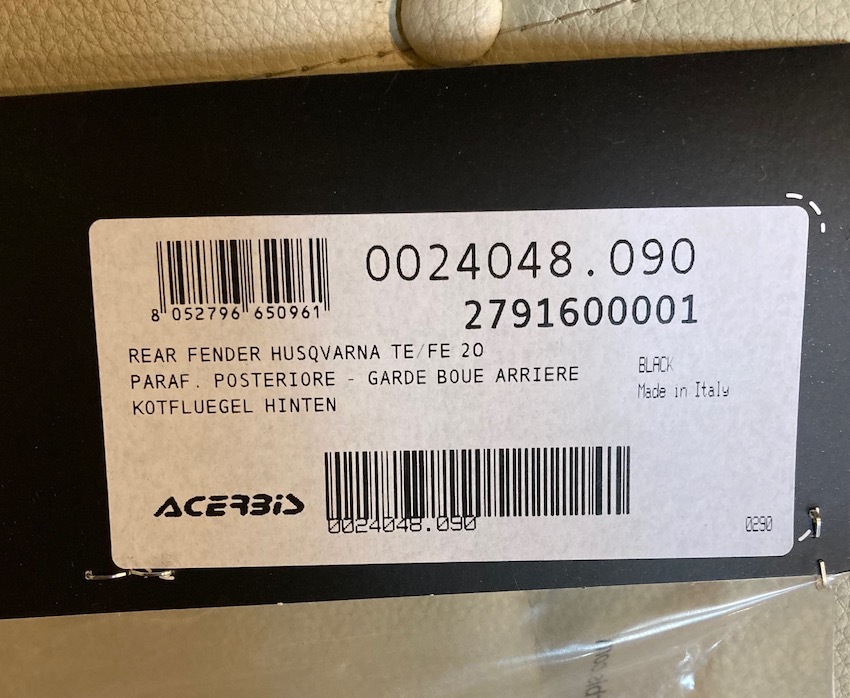 0024048.090
2791600001
8 052796 650961
REAR FENDER HUSQVARNA TE/FE 20
PARAF. POSTERIORE - GARDE BOUE ARRIERE
KOTFLUEGEL HINTEN
BLACK
Made in Italy
ACERBiS
0024048.090
0290